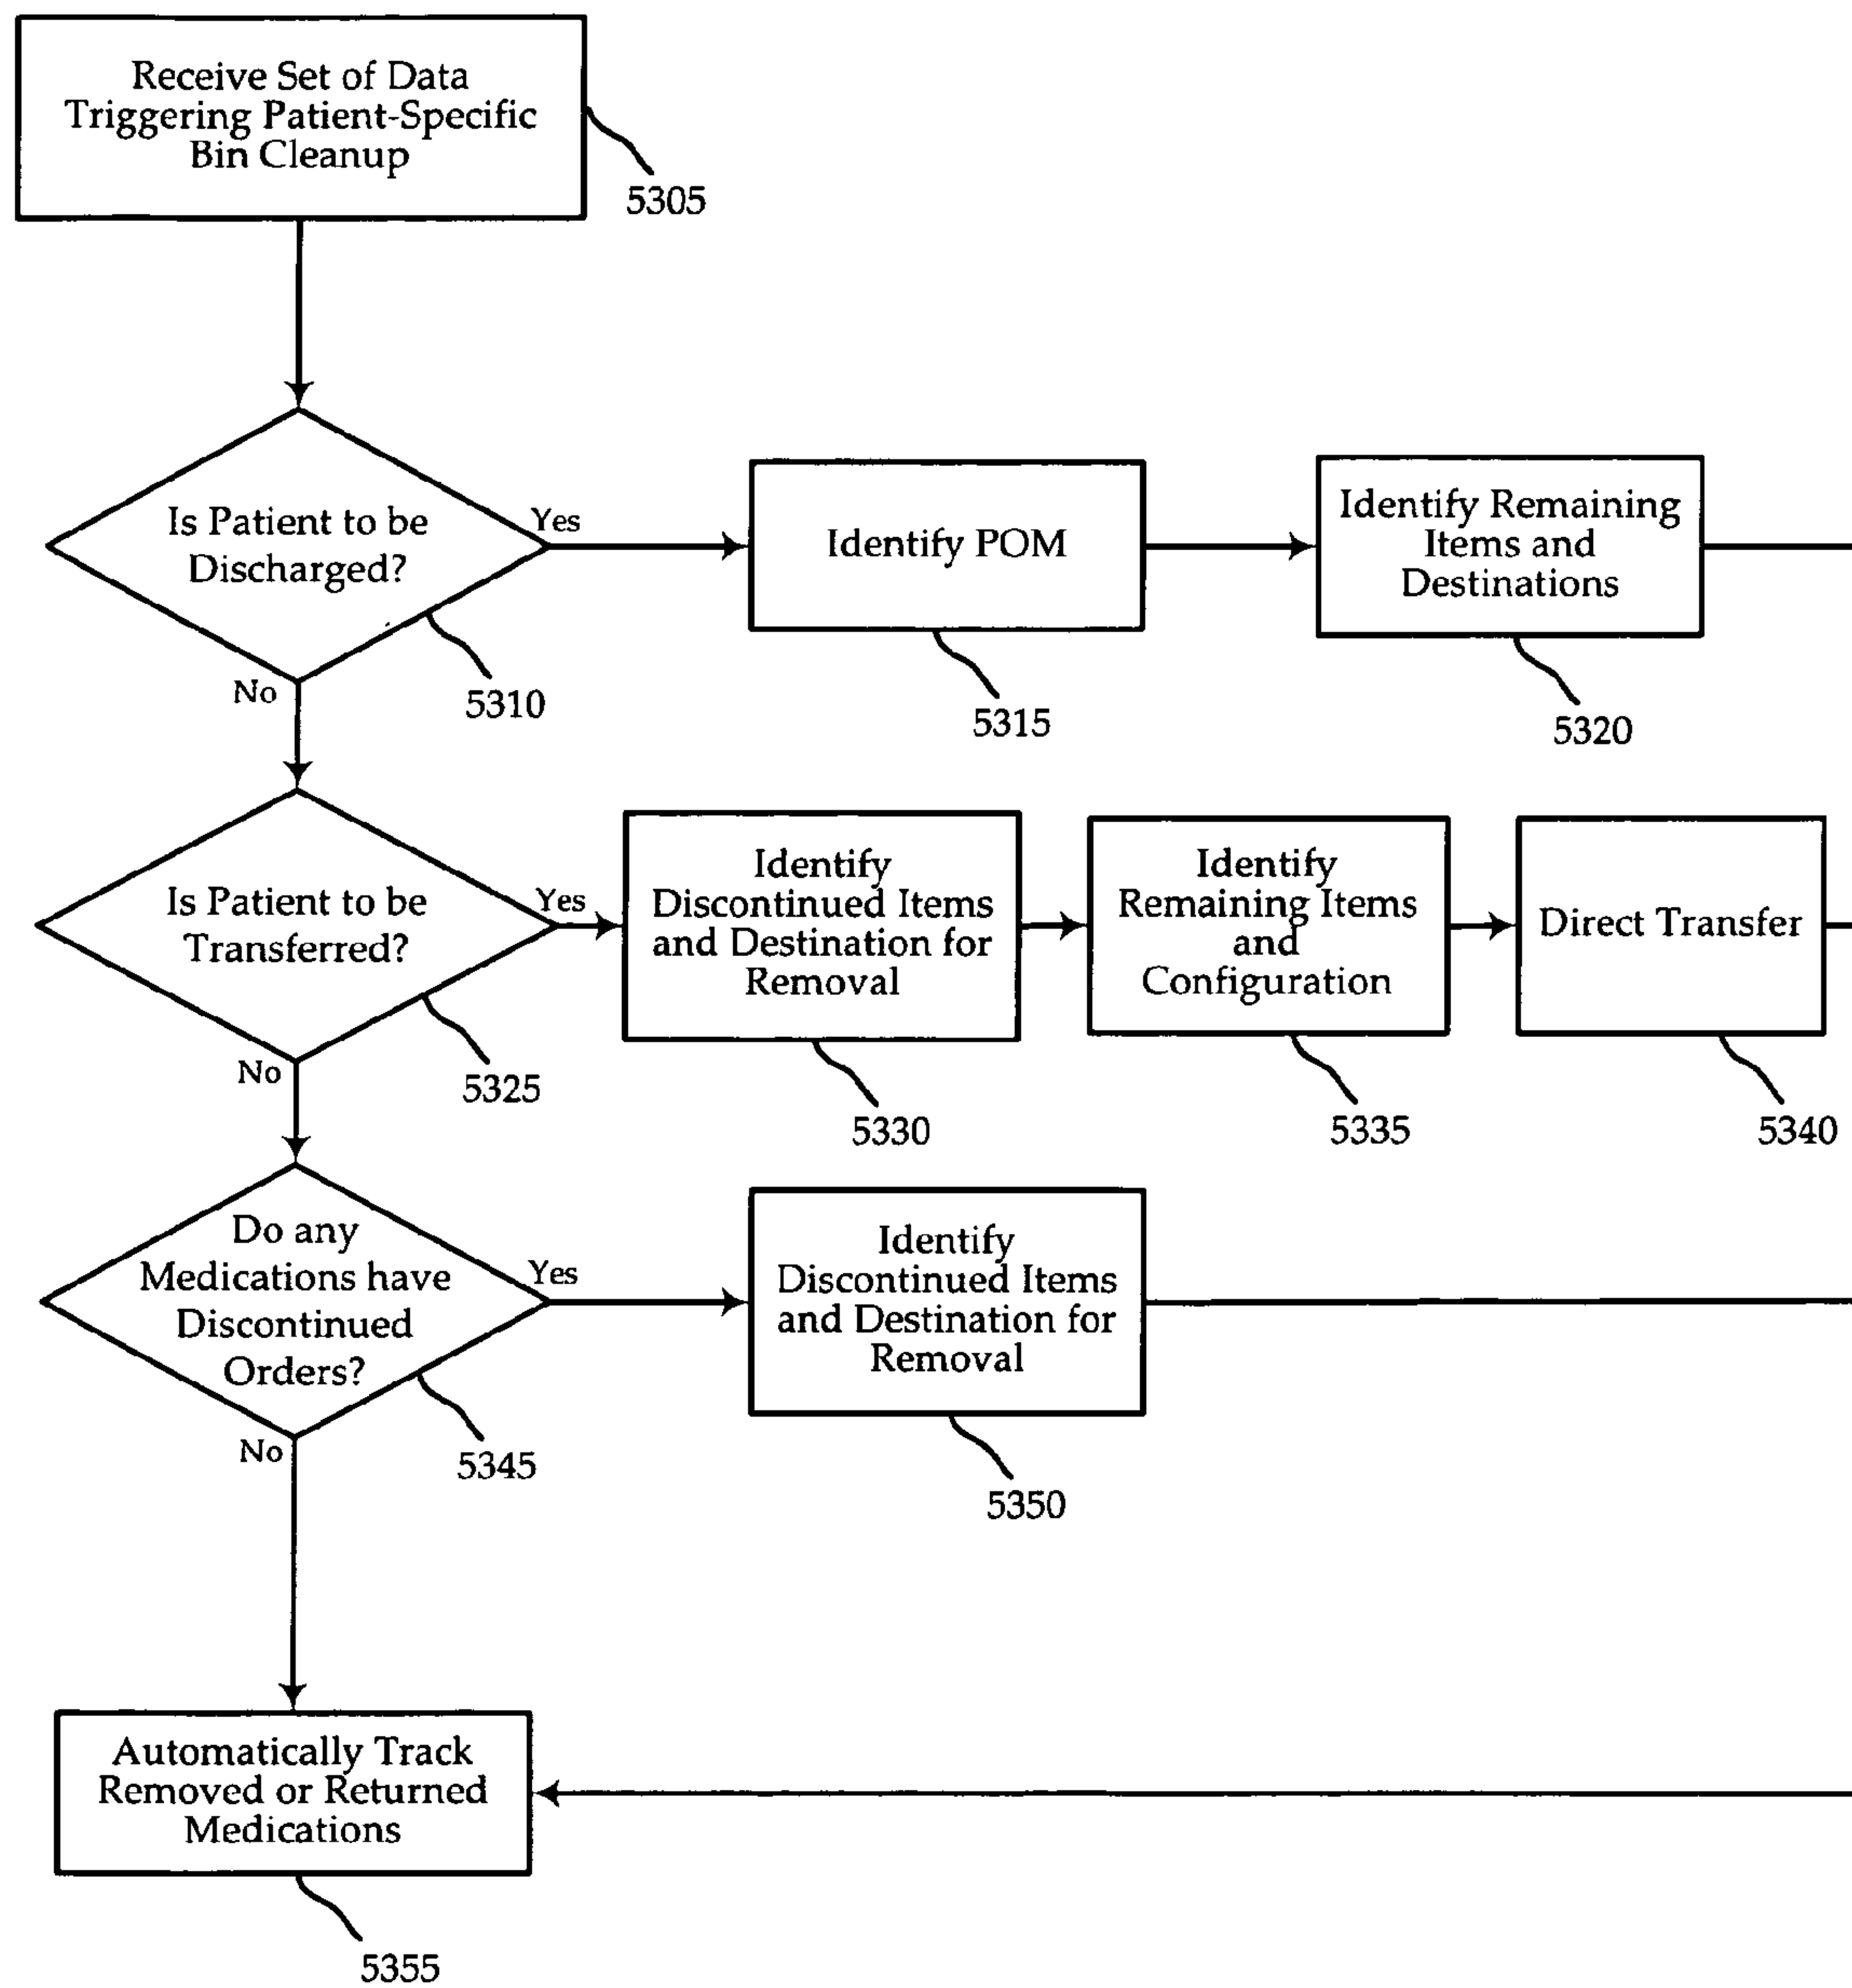 Receive Set of Data
Triggering Patient-Specific
Bin Cleanup
5305
Is Patient to be
Discharged?
Yes
No
5310
Identify POM
5315
Identify Remaining
Items and
Destinations
5320
Is Patient to be
Transferred?
Yes
No
5325
Identify
Discontinued Items
and Destination for
Removal
5330
Identify
Remaining Items
and
Configuration
5335
Direct Transfer
5340
Do any
Medications have
Discontinued
Orders?
Yes
No
5345
Identify
Discontinued Items
and Destination for
Removal
5350
Automatically Track
Removed or Returned
Medications
5355